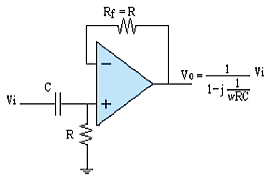 Rf = R
C
Vi
R
−
+
Vo = 1 / 1-j 1/wRC Vi